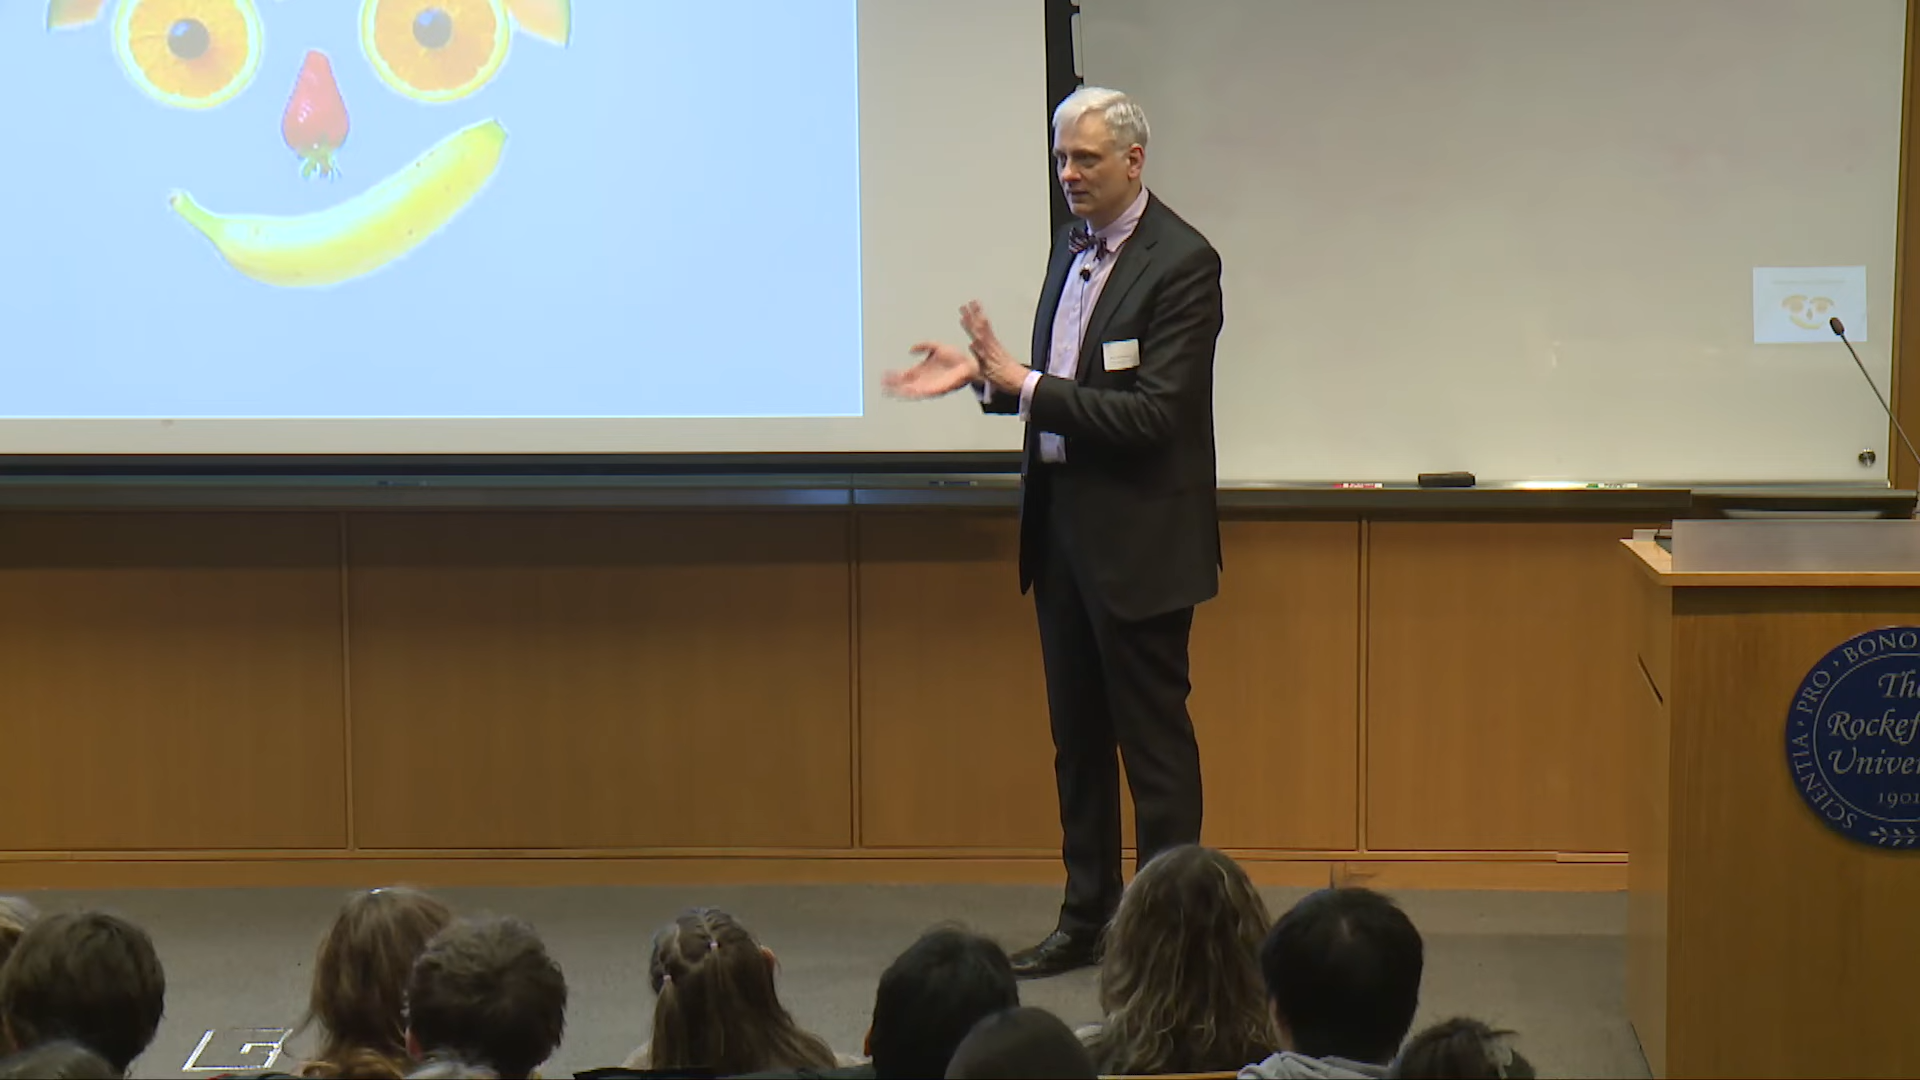 SCIENTIA · PRO · BONO
The
Rockef
Univer
1901